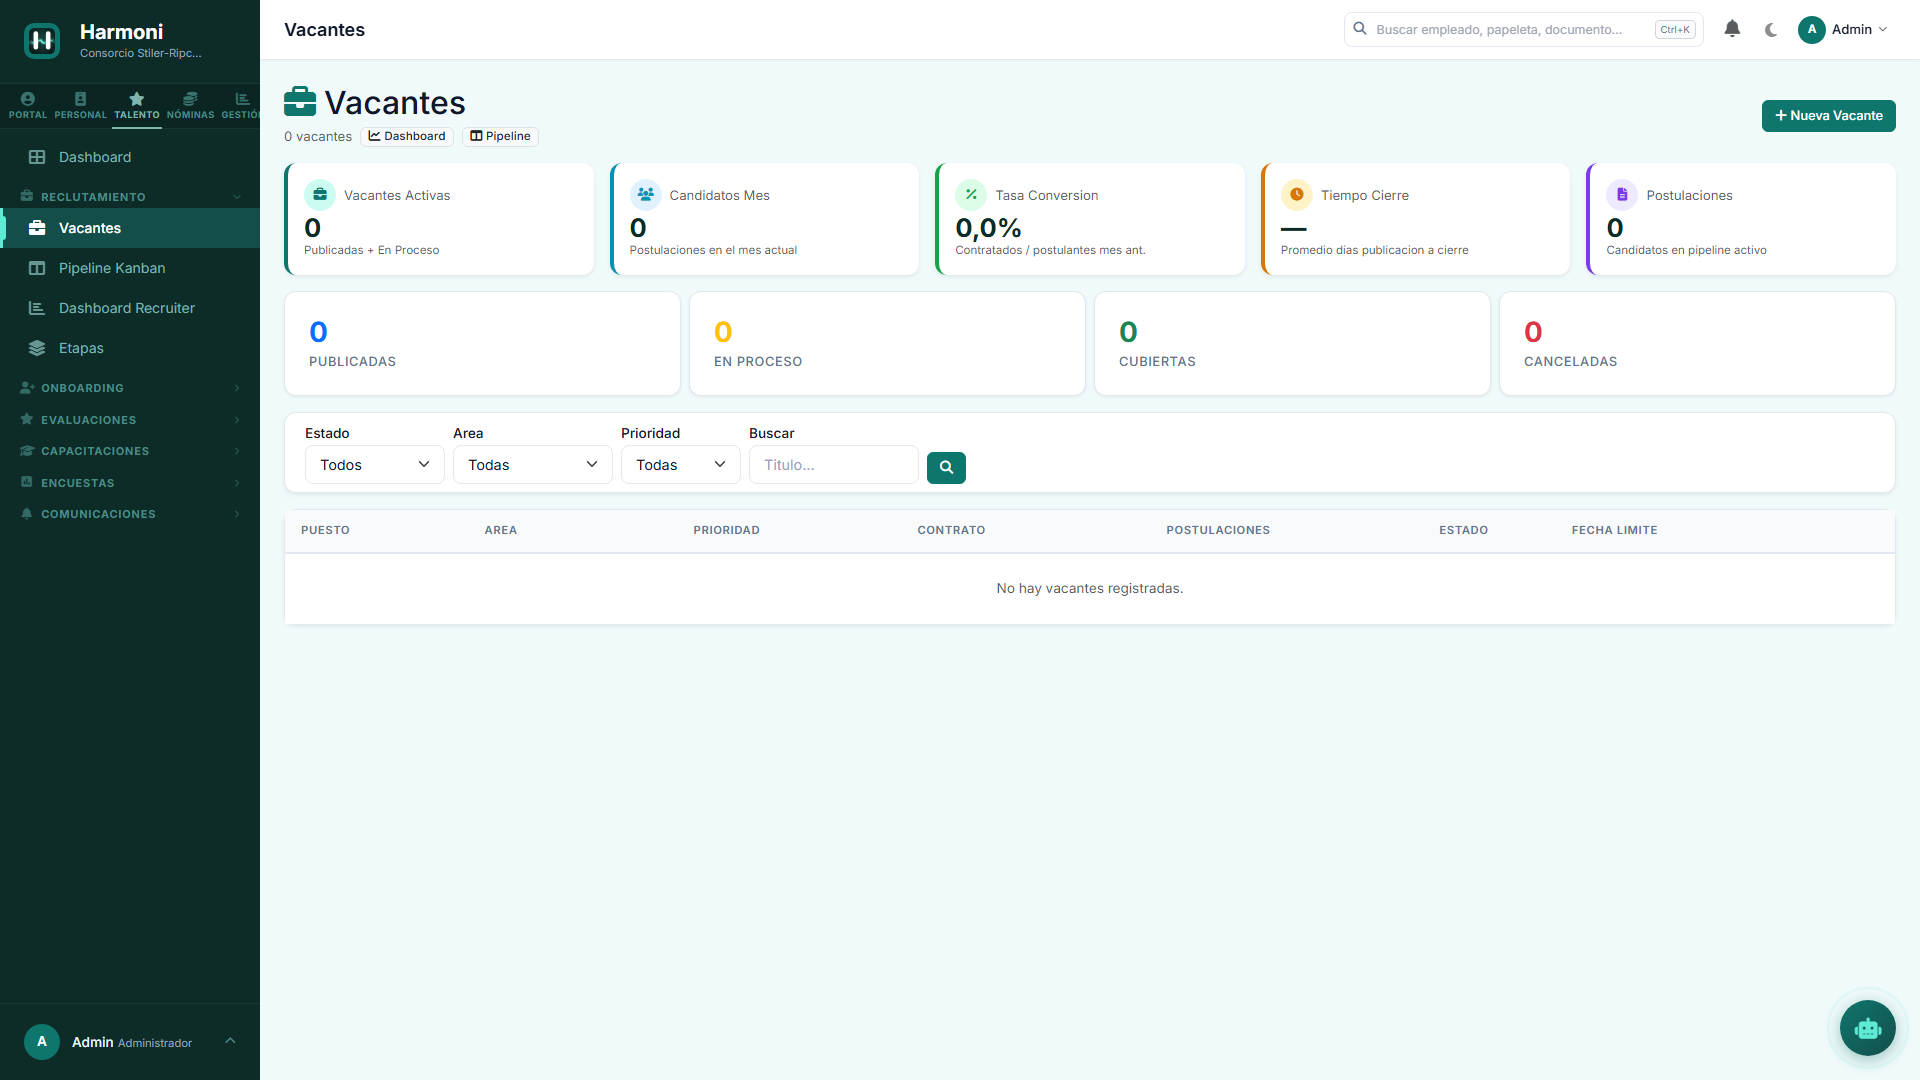 Harmoni
Consorcio Stiler-Ripc...
PORTAL
PERSONAL
TALENTO
NÓMINAS
GESTIÓ
Dashboard
RECLUTAMIENTO
Vacantes
Pipeline Kanban
Dashboard Recruiter
Etapas
ONBOARDING
EVALUACIONES
CAPACITACIONES
ENCUESTAS
COMUNICACIONES
A
Admin Administrador
Vacantes
Buscar empleado, papeleta, documento...
Ctrl+K
A
Admin
Vacantes
0 vacantes
Dashboard
Pipeline
+ Nueva Vacante
Vacantes Activas
0
Publicadas + En Proceso
Candidatos Mes
0
Postulaciones en el mes actual
Tasa Conversion
0,0%
Contratados / postulantes mes ant.
Tiempo Cierre
—
Promedio dias publicacion a cierre
Postulaciones
0
Candidatos en pipeline activo
0
PUBLICADAS
0
EN PROCESO
0
CUBIERTAS
0
CANCELADAS
Estado
Todos
Area
Todas
Prioridad
Todas
Buscar
Titulo...
PUESTO AREA PRIORIDAD CONTRATO POSTULACIONES ESTADO FECHA LIMITE
No hay vacantes registradas.